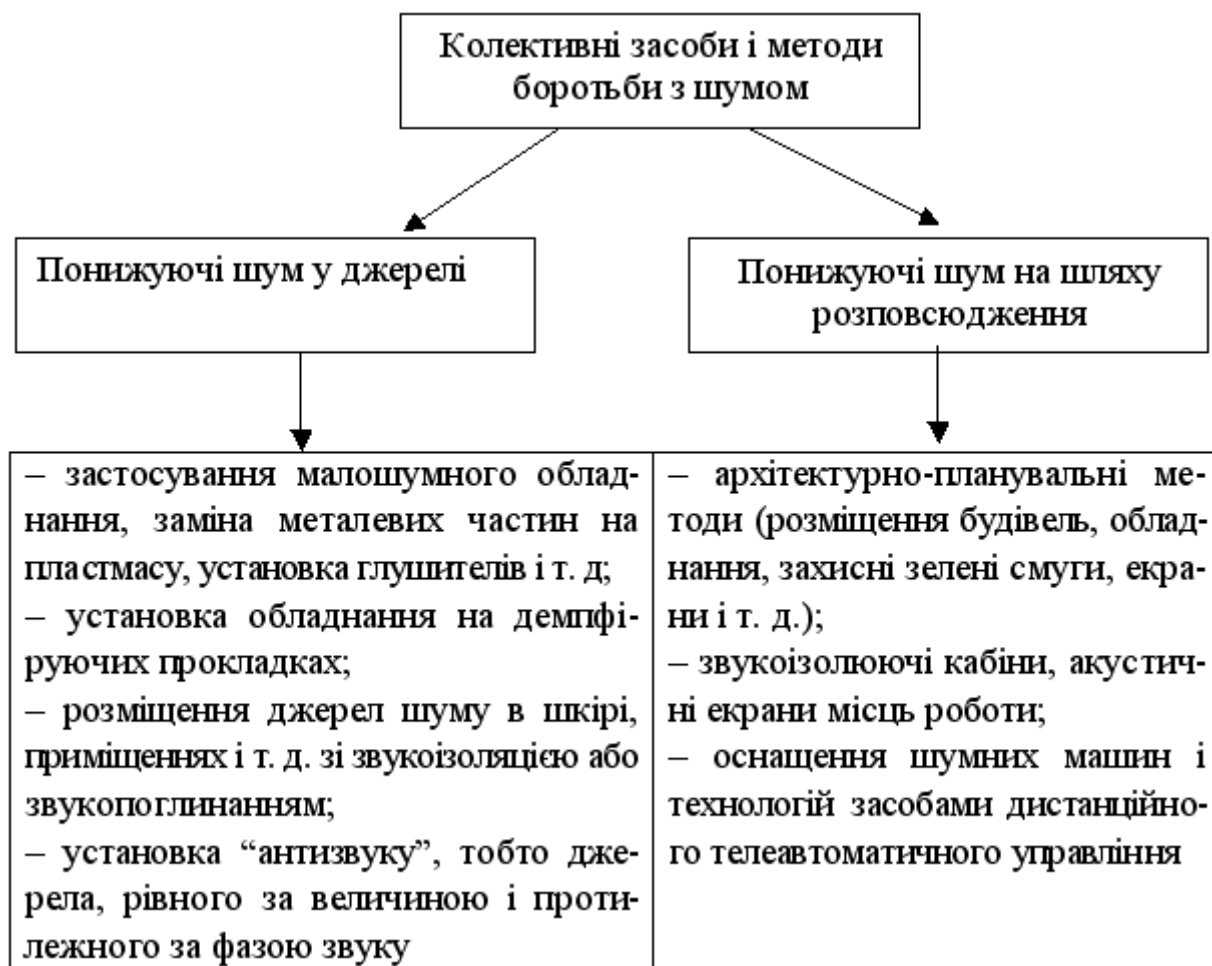 Колективні засоби і методи
боротьби з шумом
Понижуючі шум у джерелі
Понижуючі шум на шляху
розповсюдження
– застосування малошумного облад-
нання, заміна металевих частин на
пластмасу, установка глушителів і т. д;
– установка обладнання на демпфі-
руючих прокладках;
– розміщення джерел шуму в шкірі,
приміщеннях і т. д. зі звукоізоляцією або
звукопоглинанням;
– установка “антизвуку”, тобто дже-
рела, рівного за величиною і проти-
лежного за фазою звуку
– архітектурно-планувальні ме-
тоди (розміщення будівель, облад-
нання, захисні зелені смуги, екра-
ни і т. д.);
– звукоізолюючі кабіни, акустич-
ні екрани місць роботи;
– оснащення шумних машин і
технологій засобами дистанційно-
го телеавтоматичного управління